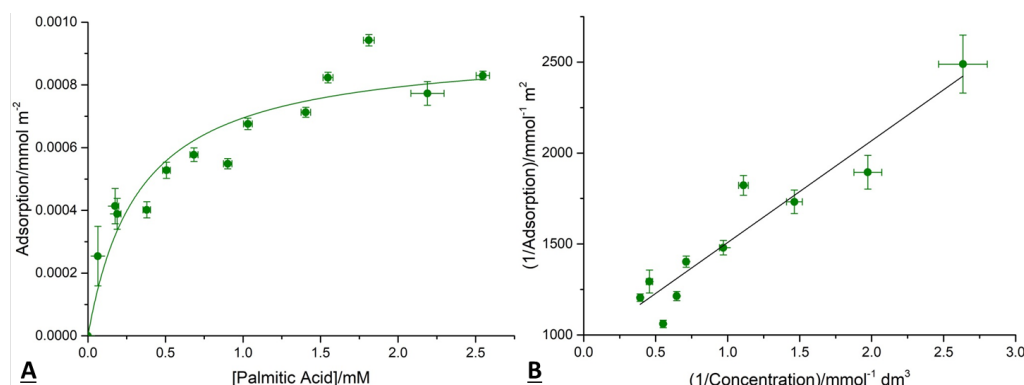 0.0010
0.0008
0.0006
0.0004
0.0002
0.0000
Adsorption/mmol m-2
0.0 0.5 1.0 1.5 2.0 2.5
[Palmitic Acid]/mM
A
2500
2000
1500
1000
(1/Adsorption)/mmol-1 m2
0.0 0.5 1.0 1.5 2.0 2.5 3.0
(1/Concentration)/mmol-1 dm3
B